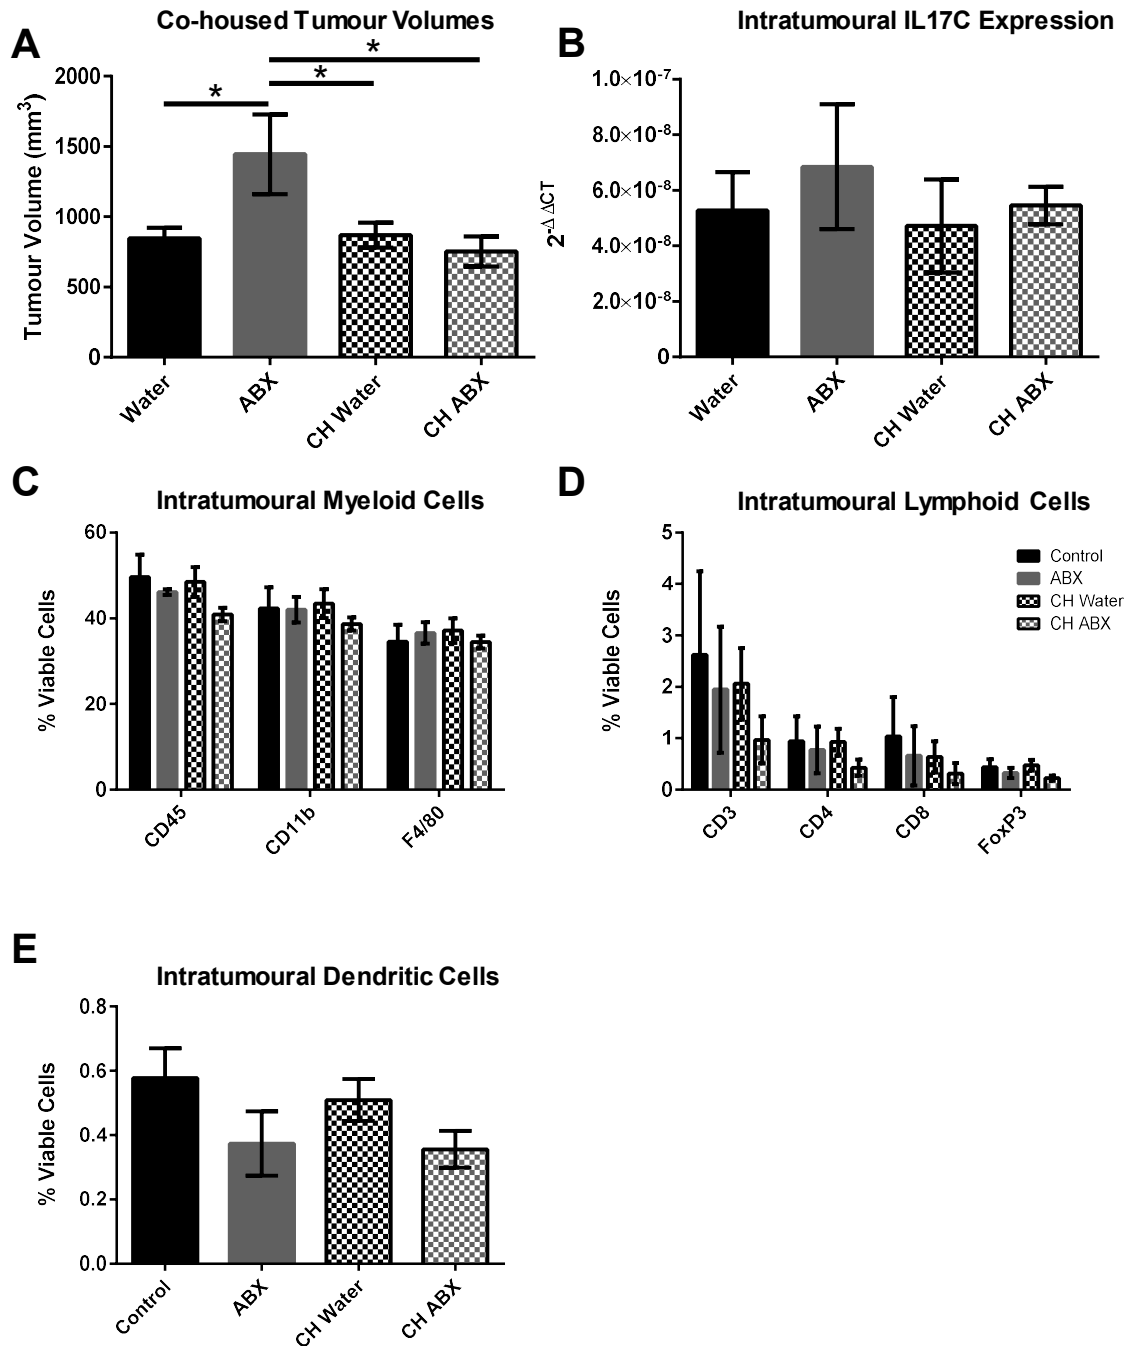 A
Co-housed Tumour Volumes
Tumour Volume (mm3)
2000
1500
1000
500
0
*
*
*
Water
ABX
CH Water
CH ABX
B
Intratumoural IL17C Expression
2-Δ ΔCT
1.0×10-7
8.0×10-8
6.0×10-8
4.0×10-8
2.0×10-8
0
Water
ABX
CH Water
CH ABX
C
Intratumoural Myeloid Cells
% Viable Cells
60
40
20
0
CD45
CD11b
F4/80
D
Intratumoural Lymphoid Cells
% Viable Cells
5
4
3
2
1
0
Control
ABX
CH Water
CH ABX
CD3
CD4
CD8
FoxP3
E
Intratumoural Dendritic Cells
% Viable Cells
0.8
0.6
0.4
0.2
0.0
Control
ABX
CH Water
CH ABX